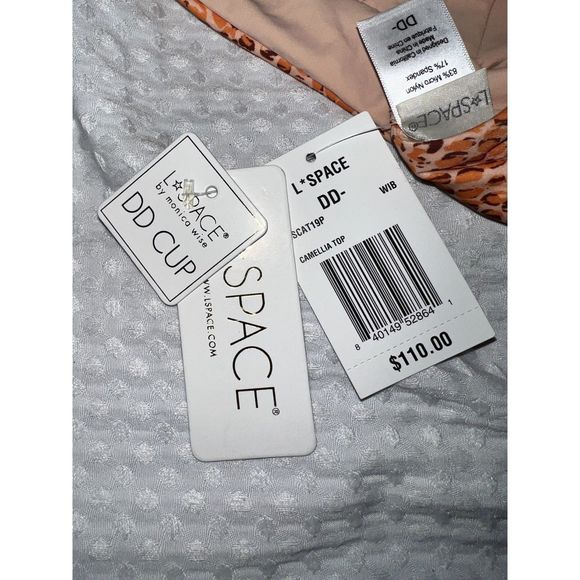 DD-
Designed in California
Made in China
Fabriqué en Chine
83% Micro Nylon
17% Spandex
L*SPACE®
L*SPACE
DD-
SCAT19P
WIB
CAMELLIA TOP
8 40149 52864 1
$110.00
L*SPACE®
by monica wise
DD CUP
SPACE®
WW.LSPACE.COM